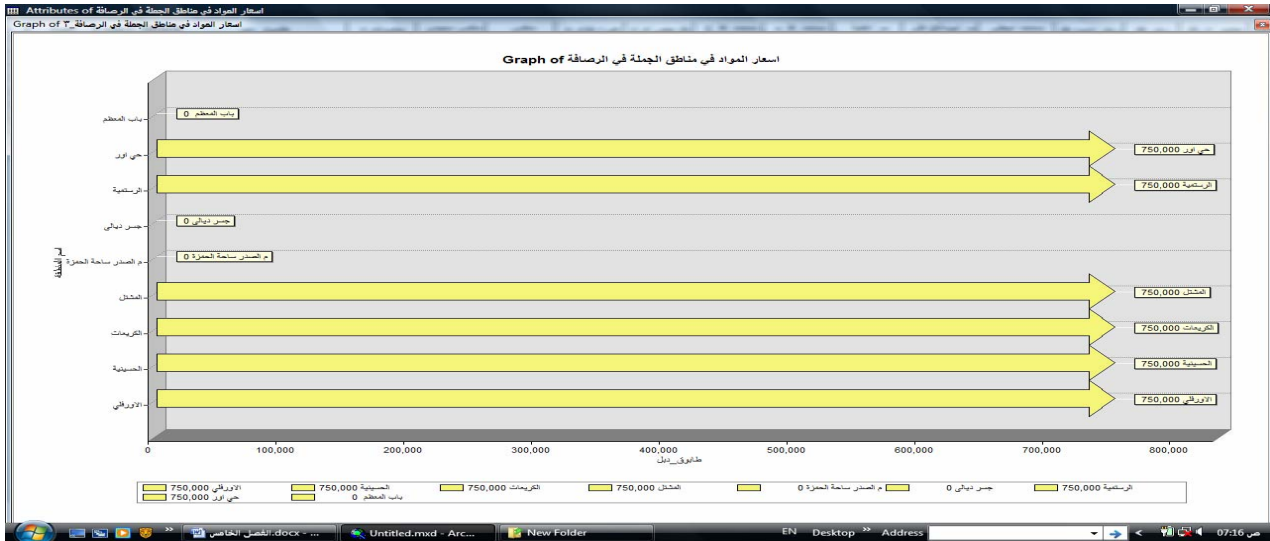 Attributes of اسعار المواد في مناطق الجملة في الرصافة
Graph of اسعار المواد في مناطق الجملة في الرصافة_٣
Graph of اسعار المواد في مناطق الجملة في الرصافة
باب المعظم
باب المعظم 0
حي اور
حي اور 750,000
الرستمية
الرستمية 750,000
جسر ديالى
جسر ديالى 0
م الصدر ساحة الحمزة
م الصدر ساحة الحمزة 0
المشتل
المشتل 750,000
الكريعات
الكريعات 750,000
الحسينية
الحسينية 750,000
الاورفلي
الاورفلي 750,000
اسم المنطقة
0 100,000 200,000 300,000 400,000 500,000 600,000 700,000 800,000
طابوق_دبل
الاورفلي 750,000 الحسينية 750,000 الكريعات 750,000 المشتل 750,000 م الصدر ساحة الحمزة 0 جسر ديالى 0 الرستمية 750,000
حي اور 750,000 باب المعظم 0
الفصل الخامس.docx - ... Untitled.mxd - Arc... New Folder EN Desktop Address 07:16 ص